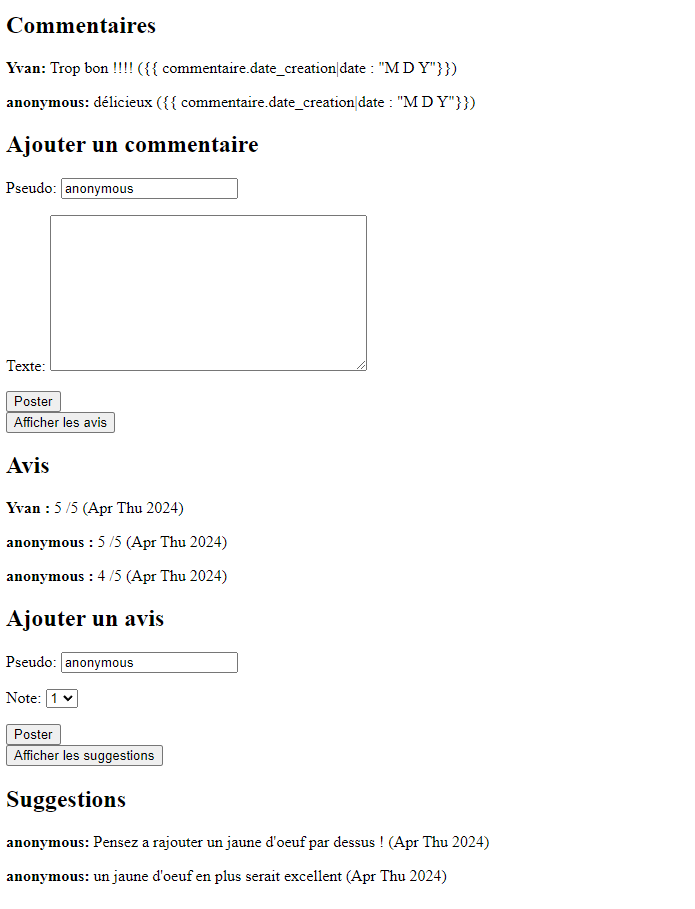 Commentaires
Yvan: Trop bon !!!! ({{ commentaire.date_creation|date : "M D Y"}})
anonymous: délicieux ({{ commentaire.date_creation|date : "M D Y"}})
Ajouter un commentaire
Pseudo: anonymous
Texte:
Poster
Afficher les avis
Avis
Yvan : 5 /5 (Apr Thu 2024)
anonymous : 5 /5 (Apr Thu 2024)
anonymous : 4 /5 (Apr Thu 2024)
Ajouter un avis
Pseudo: anonymous
Note: 1
Poster
Afficher les suggestions
Suggestions
anonymous: Pensez a rajouter un jaune d'oeuf par dessus ! (Apr Thu 2024)
anonymous: un jaune d'oeuf en plus serait excellent (Apr Thu 2024)